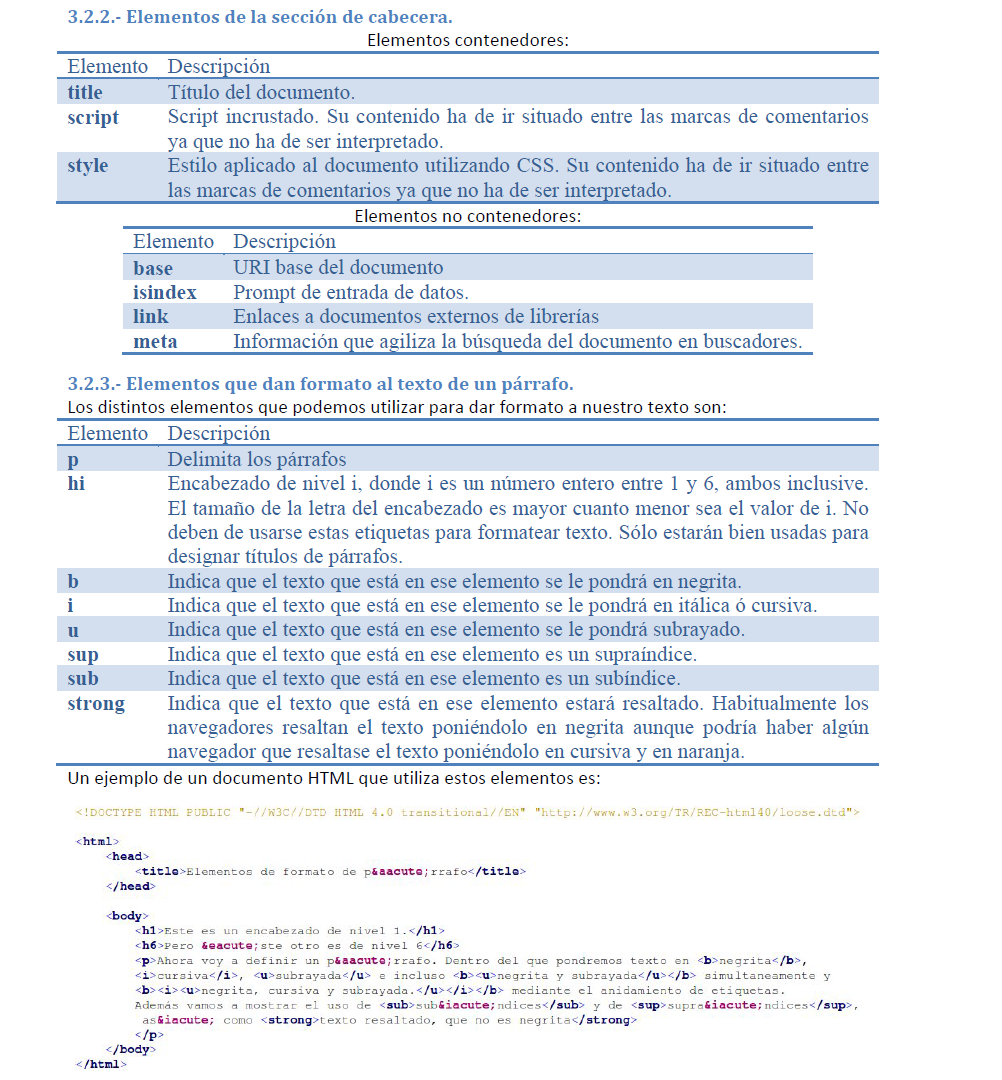 3.2.2.- Elementos de la sección de cabecera.
Elementos contenedores:
Elemento Descripción
title Título del documento.
script Script incrustado. Su contenido ha de ir situado entre las marcas de comentarios
ya que no ha de ser interpretado.
style Estilo aplicado al documento utilizando CSS. Su contenido ha de ir situado entre
las marcas de comentarios ya que no ha de ser interpretado.
Elementos no contenedores:
Elemento Descripción
base URI base del documento
isindex Prompt de entrada de datos.
link Enlaces a documentos externos de librerías
meta Información que agiliza la búsqueda del documento en buscadores.
3.2.3.- Elementos que dan formato al texto de un párrafo.
Los distintos elementos que podemos utilizar para dar formato a nuestro texto son:
Elemento Descripción
p Delimita los párrafos
hi Encabezado de nivel i, donde i es un número entero entre 1 y 6, ambos inclusive.
El tamaño de la letra del encabezado es mayor cuanto menor sea el valor de i. No
deben de usarse estas etiquetas para formatear texto. Sólo estarán bien usadas para
designar títulos de párrafos.
b Indica que el texto que está en ese elemento se le pondrá en negrita.
i Indica que el texto que está en ese elemento se le pondrá en itálica ó cursiva.
u Indica que el texto que está en ese elemento se le pondrá subrayado.
sup Indica que el texto que está en ese elemento es un supraíndice.
sub Indica que el texto que está en ese elemento es un subíndice.
strong Indica que el texto que está en ese elemento estará resaltado. Habitualmente los
navegadores resaltan el texto poniéndolo en negrita aunque podría haber algún
navegador que resaltase el texto poniéndolo en cursiva y en naranja.
Un ejemplo de un documento HTML que utiliza estos elementos es:
<!DOCTYPE HTML PUBLIC "-//W3C//DTD HTML 4.0 transitional//EN" "http://www.w3.org/TR/REC-html40/loose.dtd">
<html>
<head>
<title>Elementos de formato de p&aacute;rrafo</title>
</head>
<body>
<h1>Este es un encabezado de nivel 1.</h1>
<h6>Pero &eacute;ste otro es de nivel 6</h6>
<p>Ahora voy a definir un p&aacute;rrafo. Dentro del que pondremos texto en <b>negrita</b>,
<i>cursiva</i>, <u>subrayada</u> e incluso <b><u>negrita y subrayada</u></b> simultaneamente y
<b><i><u>negrita, cursiva y subrayada.</u></i></b> mediante el anidamiento de etiquetas.
Además vamos a mostrar el uso de <sub>sub&iacute;ndices</sub> y de <sup>supra&iacute;ndices</sup>,
as&iacute; como <strong>texto resaltado, que no es negrita</strong>
</p>
</body>
</html>